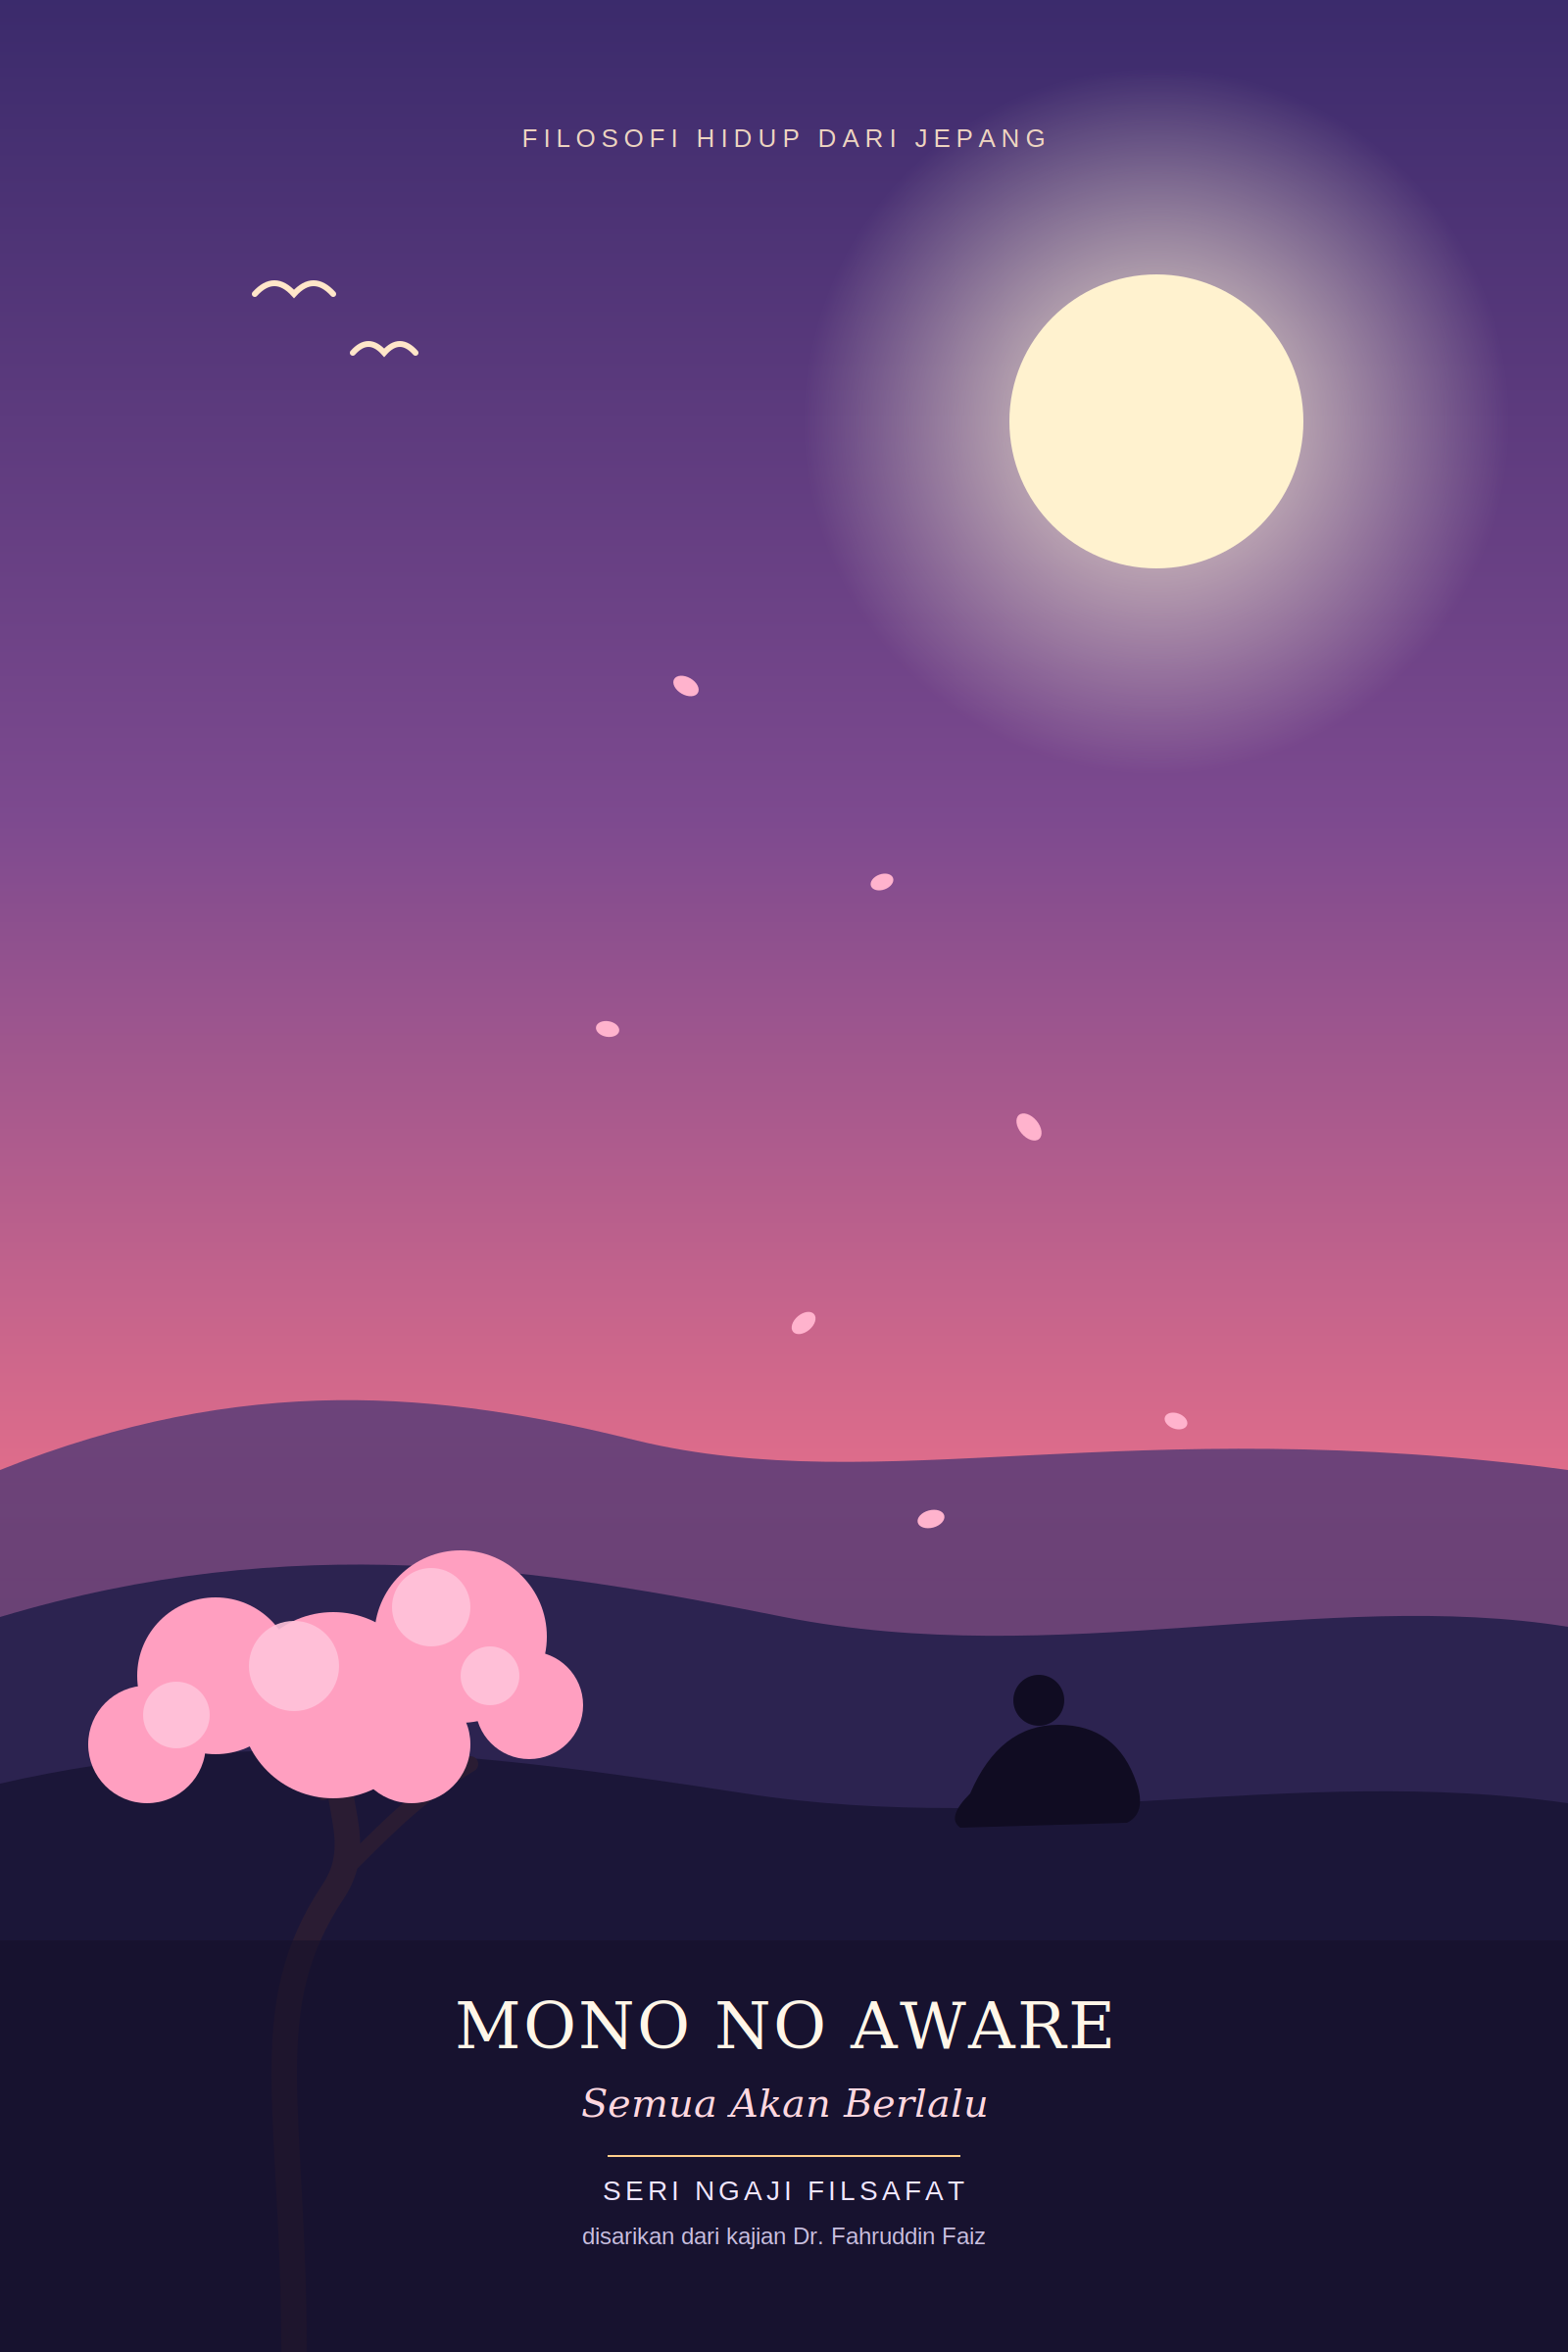 FILOSOFI HIDUP DARI JEPANG
MONO NO AWARE
Semua Akan Berlalu
SERI NGAJI FILSAFAT
disarikan dari kajian Dr. Fahruddin Faiz